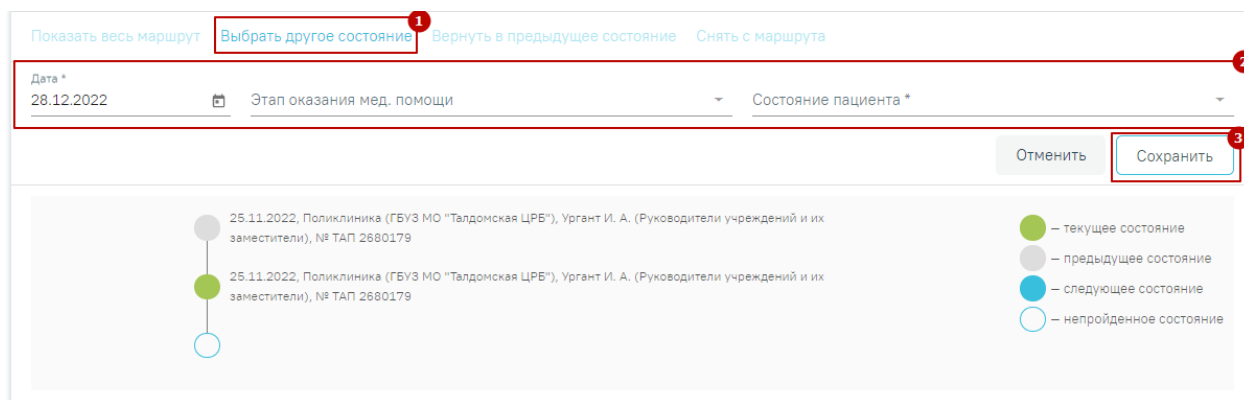 1
Показать весь маршрут Выбрать другое состояние Вернуть в предыдущее состояние Снять с маршрута
2
Дата *
28.12.2022 Этап оказания мед. помощи Состояние пациента *
3
Отменить Сохранить
25.11.2022, Поликлиника (ГБУЗ МО "Талдомская ЦРБ"), Ургант И. А. (Руководители учреждений и их
заместители), № ТАП 2680179
25.11.2022, Поликлиника (ГБУЗ МО "Талдомская ЦРБ"), Ургант И. А. (Руководители учреждений и их
заместители), № ТАП 2680179
— текущее состояние
— предыдущее состояние
— следующее состояние
— непройденное состояние